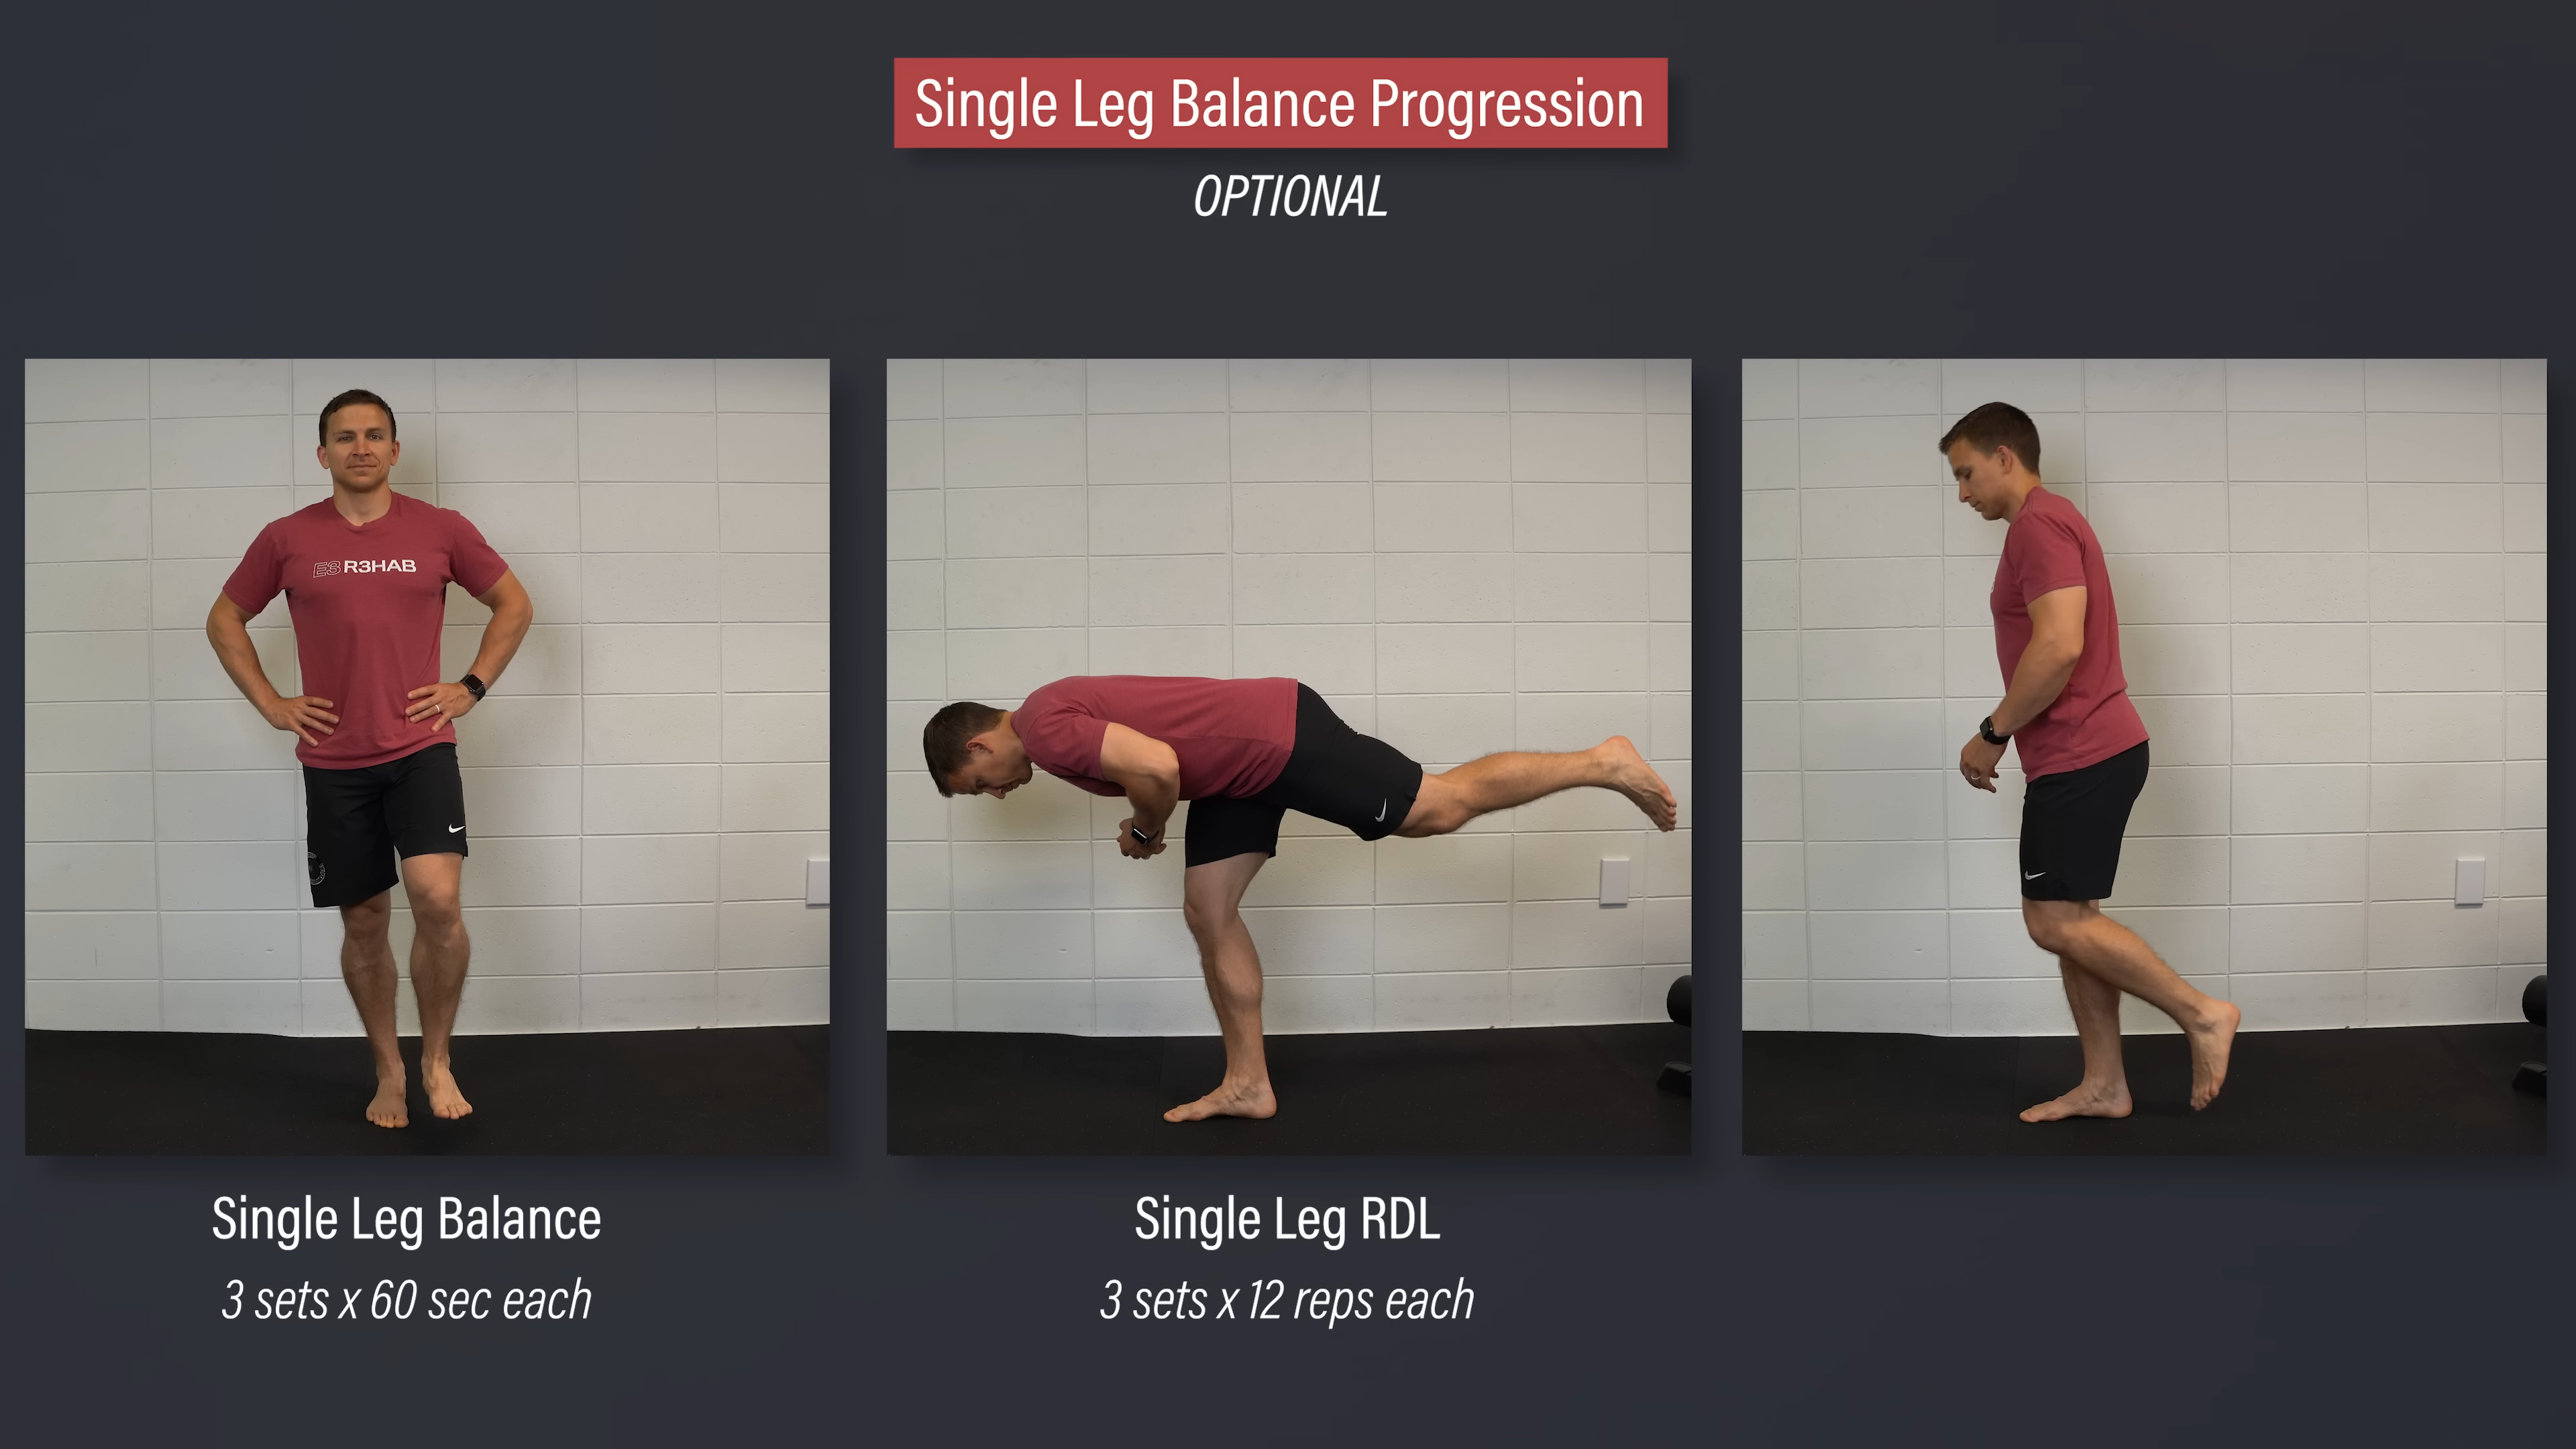 Single Leg Balance Progression
OPTIONAL
E3 R3HAB
Single Leg Balance
3 sets x 60 sec each
Single Leg RDL
3 sets x 12 reps each